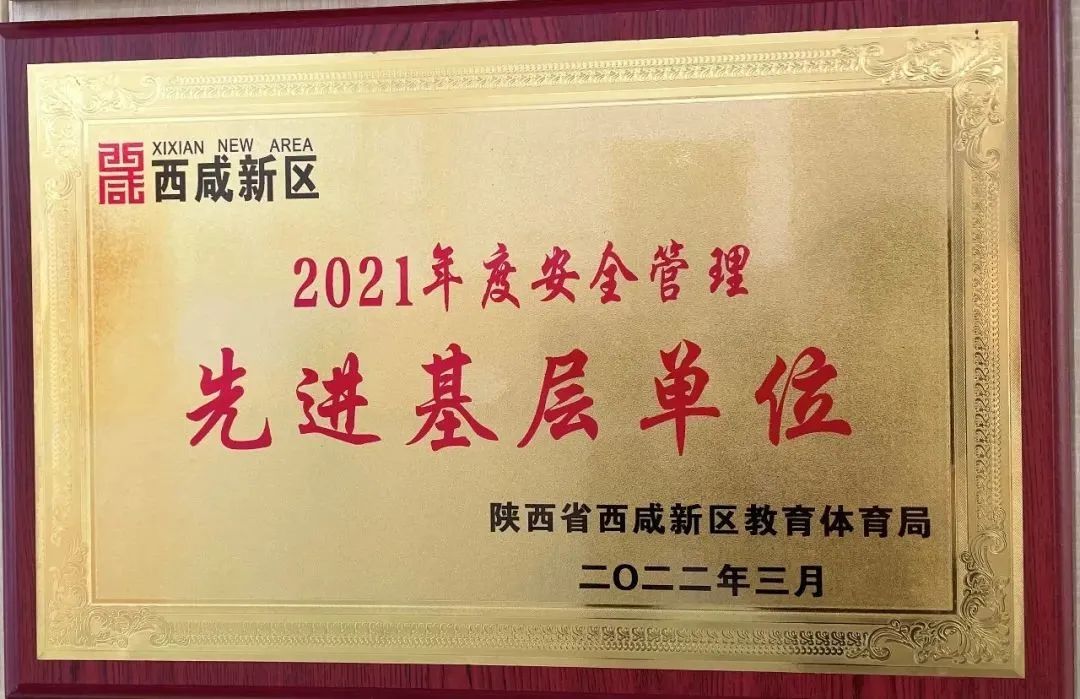 XIXIAN NEW AREA
西咸新区
2021年度安全管理
先进基层单位
陕西省西咸新区教育体育局
二〇二二年三月